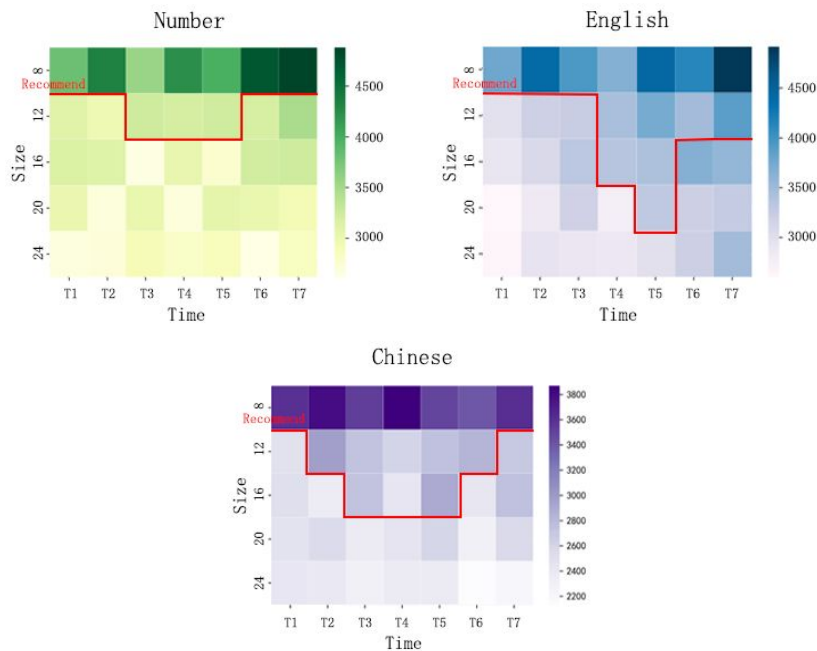 Number
Recommend
Size
8
12
16
20
24
4500
4000
3500
3000
T1 T2 T3 T4 T5 T6 T7
Time
English
Recommend
Size
8
12
16
20
24
4500
4000
3500
3000
T1 T2 T3 T4 T5 T6 T7
Time
Chinese
Recommend
Size
8
12
16
20
24
3800
3600
3400
3200
3000
2800
2600
2400
2200
T1 T2 T3 T4 T5 T6 T7
Time